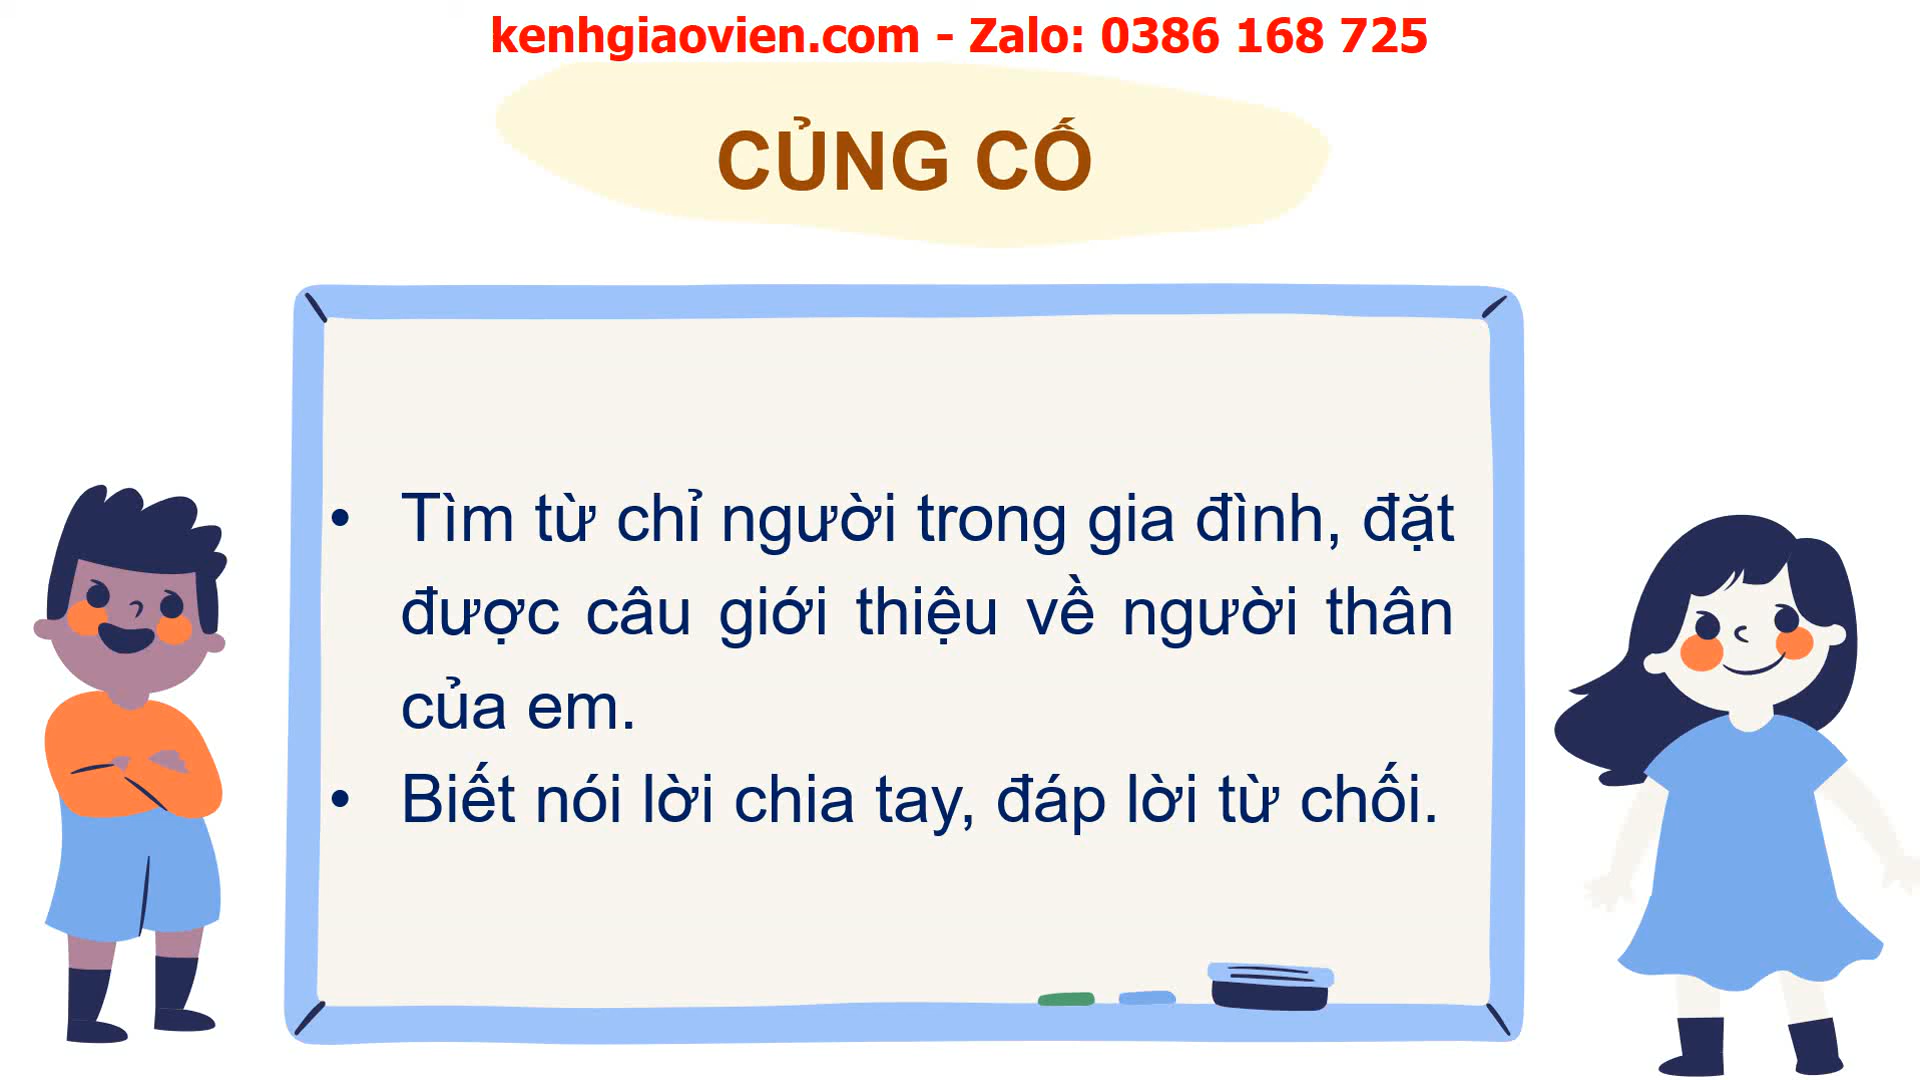 kenhgiaovien.com - Zalo: 0386 168 725
CỦNG CỐ
• Tìm từ chỉ người trong gia đình, đặt
được câu giới thiệu về người thân
của em.
• Biết nói lời chia tay, đáp lời từ chối.